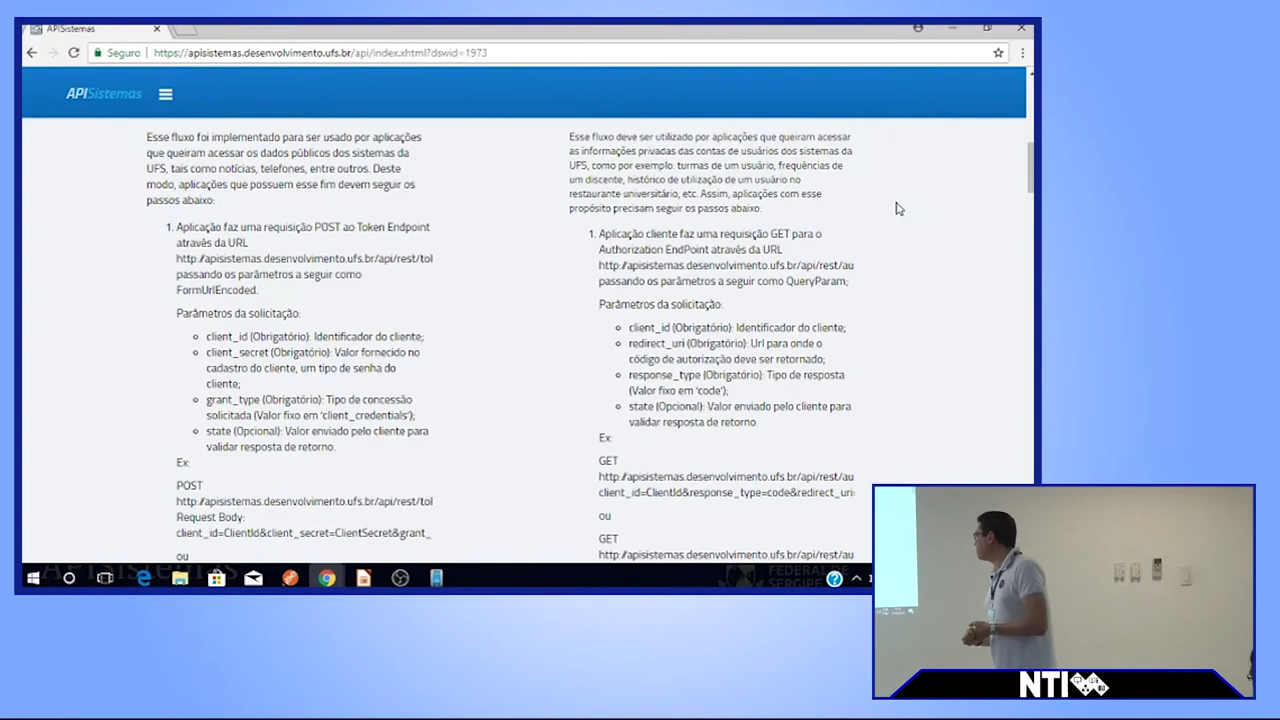 APISistemas
Seguro
https://apisistemas.desenvolvimento.ufs.br/api/index.xhtml?dswid=1973
APISistemas
Esse fluxo foi implementado para ser usado por aplicações
que queiram acessar os dados públicos dos sistemas da
UFS, tais como notícias, telefones, entre outros. Deste
modo, aplicações que possuem esse fim devem seguir os
passos abaixo:
1. Aplicação faz uma requisição POST ao Token Endpoint
através da URL
http://apisistemas.desenvolvimento.ufs.br/api/rest/tol
passando os parâmetros a seguir como
FormUrlEncoded.
Parâmetros da solicitação:
client_id (Obrigatório): Identificador do cliente;
client_secret (Obrigatório): Valor fornecido no
cadastro do cliente, um tipo de senha do
cliente;
grant_type (Obrigatório): Tipo de concessão
solicitada (Valor fixo em 'client_credentials');
state (Opcional): Valor enviado pelo cliente para
validar resposta de retorno.
Ex:
POST
http://apisistemas.desenvolvimento.ufs.br/api/rest/tol
Request Body:
client_id=ClientId&client_secret=ClientSecret&grant_
ou
Esse fluxo deve ser utilizado por aplicações que queiram acessar
as informações privadas das contas de usuários dos sistemas da
UFS, como por exemplo: turmas de um usuário, frequências de
um discente, histórico de utilização de um usuário no
restaurante universitário, etc. Assim, aplicações com esse
propósito precisam seguir os passos abaixo:
1. Aplicação cliente faz uma requisição GET para o
Authorization EndPoint através da URL
http://apisistemas.desenvolvimento.ufs.br/api/rest/au
passando os parâmetros a seguir como QueryParam;
Parâmetros da solicitação:
client_id (Obrigatório): Identificador do cliente;
redirect_uri (Obrigatório): Url para onde o
código de autorização deve ser retornado;
response_type (Obrigatório): Tipo de resposta
(Valor fixo em 'code');
state (Opcional): Valor enviado pelo cliente para
validar resposta de retorno.
Ex:
GET
http://apisistemas.desenvolvimento.ufs.br/api/rest/au
client_id=ClientId&response_type=code&redirect_uri=
ou
GET
http://apisistemas.desenvolvimento.ufs.br/api/rest/au
APISistemas
FEDERAL DE
SERGIPE
NTI